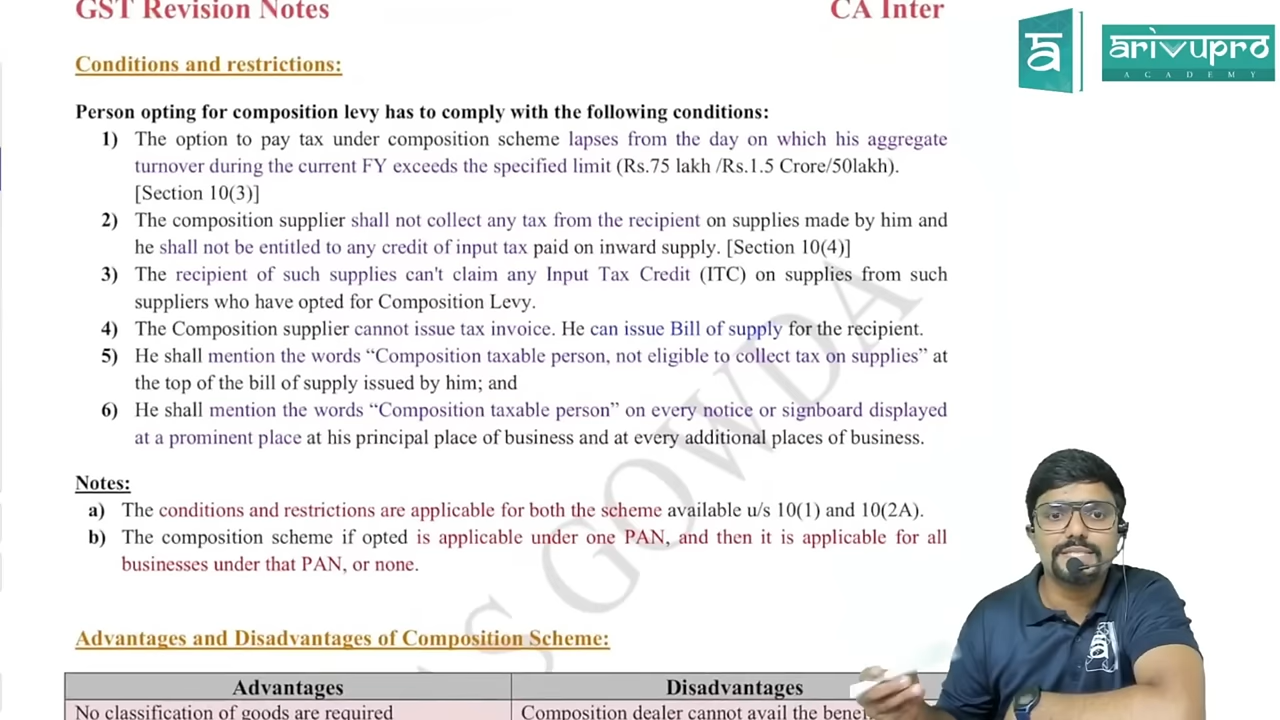 GST Revision Notes
CA Inter
arivupro
ACADEMY
Conditions and restrictions:
Person opting for composition levy has to comply with the following conditions:
1) The option to pay tax under composition scheme lapses from the day on which his aggregate
turnover during the current FY exceeds the specified limit (Rs.75 lakh /Rs.1.5 Crore/50lakh).
[Section 10(3)]
2) The composition supplier shall not collect any tax from the recipient on supplies made by him and
he shall not be entitled to any credit of input tax paid on inward supply. [Section 10(4)]
3) The recipient of such supplies can't claim any Input Tax Credit (ITC) on supplies from such
suppliers who have opted for Composition Levy.
4) The Composition supplier cannot issue tax invoice. He can issue Bill of supply for the recipient.
5) He shall mention the words “Composition taxable person, not eligible to collect tax on supplies” at
the top of the bill of supply issued by him; and
6) He shall mention the words “Composition taxable person” on every notice or signboard displayed
at a prominent place at his principal place of business and at every additional places of business.
Notes:
a) The conditions and restrictions are applicable for both the scheme available u/s 10(1) and 10(2A).
b) The composition scheme if opted is applicable under one PAN, and then it is applicable for all
businesses under that PAN, or none.
Advantages and Disadvantages of Composition Scheme:
Advantages
Disadvantages
No classification of goods are required
Composition dealer cannot avail the
S GOWDA